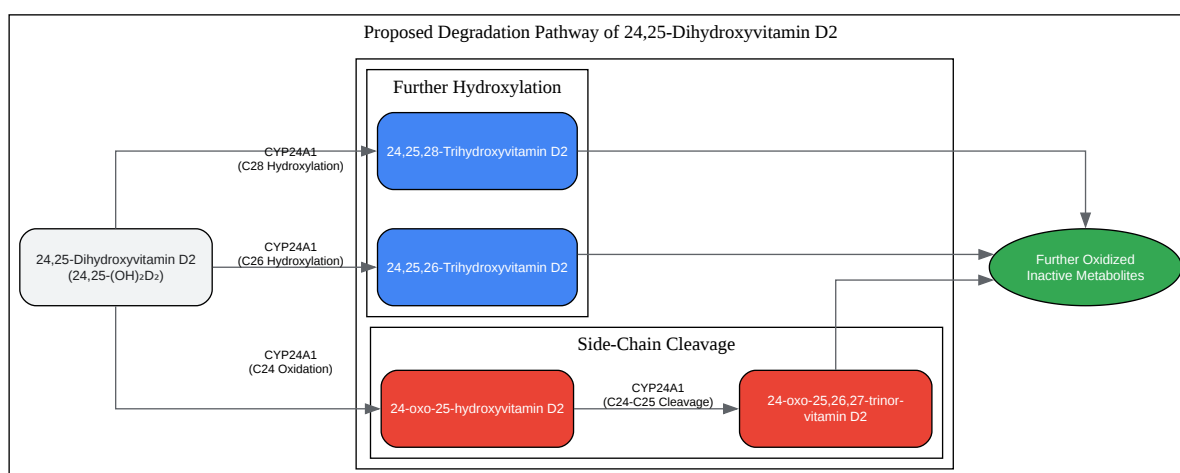 Proposed Degradation Pathway of 24,25-Dihydroxyvitamin D2
Further Hydroxylation
CYP24A1
(C28 Hydroxylation)
24,25,28-Trihydroxyvitamin D2
24,25-Dihydroxyvitamin D2
(24,25-(OH)₂D₂)
CYP24A1
(C26 Hydroxylation)
24,25,26-Trihydroxyvitamin D2
Further Oxidized
Inactive Metabolites
Side-Chain Cleavage
CYP24A1
(C24 Oxidation)
24-oxo-25-hydroxyvitamin D2
CYP24A1
(C24-C25 Cleavage)
24-oxo-25,26,27-trinor-
vitamin D2